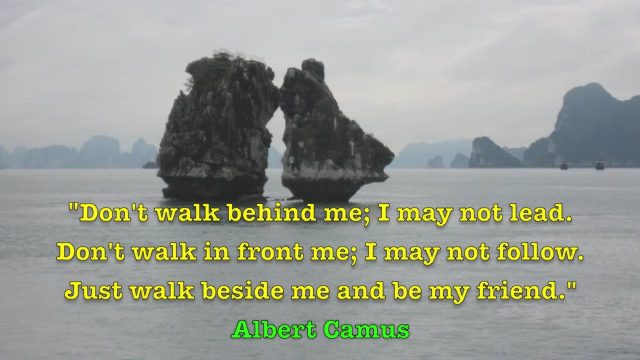 "Don't walk behind me; I may not lead.
Don't walk in front me; I may not follow.
Just walk beside me and be my friend."
Albert Camus